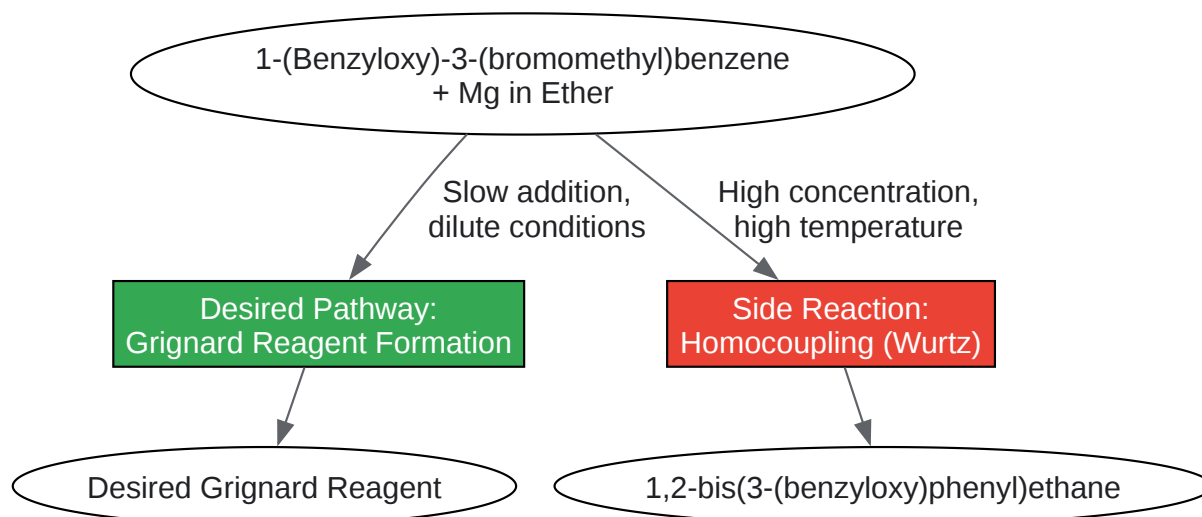 1-(Benzyloxy)-3-(bromomethyl)benzene
+ Mg in Ether
Slow addition,
dilute conditions
High concentration,
high temperature
Desired Pathway:
Grignard Reagent Formation
Side Reaction:
Homocoupling (Wurtz)
Desired Grignard Reagent
1,2-bis(3-(benzyloxy)phenyl)ethane